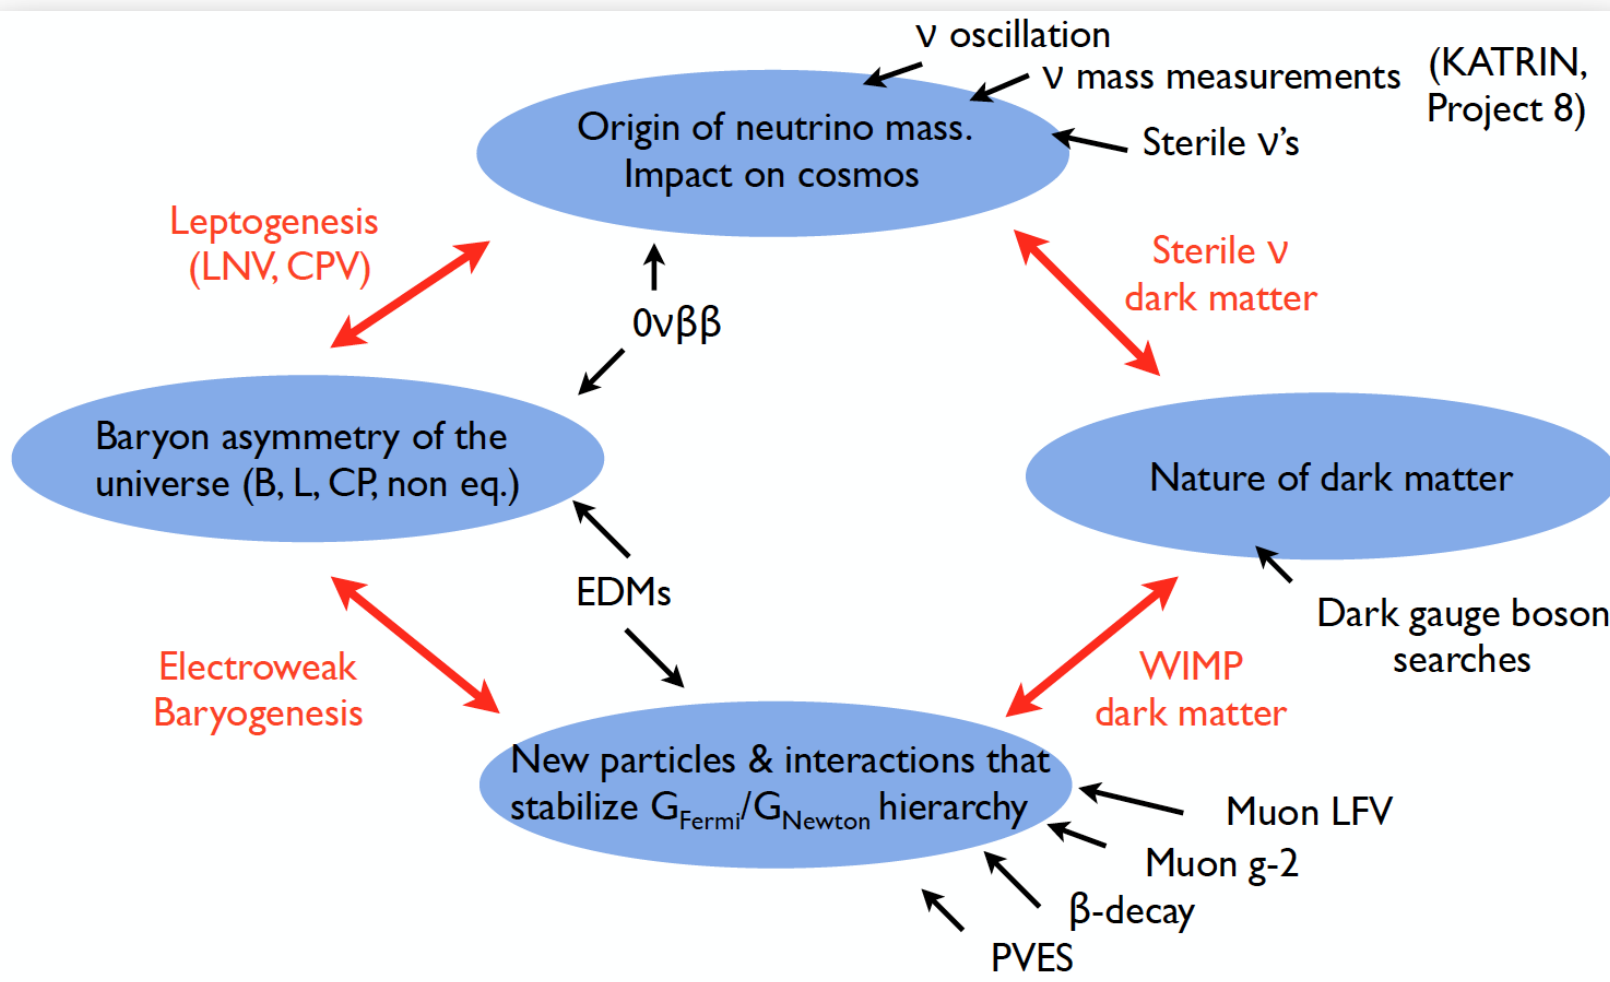 ν oscillation
ν mass measurements
(KATRIN,
Project 8)
Origin of neutrino mass.
Impact on cosmos
Sterile ν’s
Leptogenesis
(LNV, CPV)
Sterile ν
dark matter
0νββ
Baryon asymmetry of the
universe (B, L, CP, non eq.)
Nature of dark matter
EDMs
Dark gauge boson
searches
Electroweak
Baryogenesis
WIMP
dark matter
New particles & interactions that
stabilize GFermi/GNewton hierarchy
Muon LFV
Muon g-2
β-decay
PVES